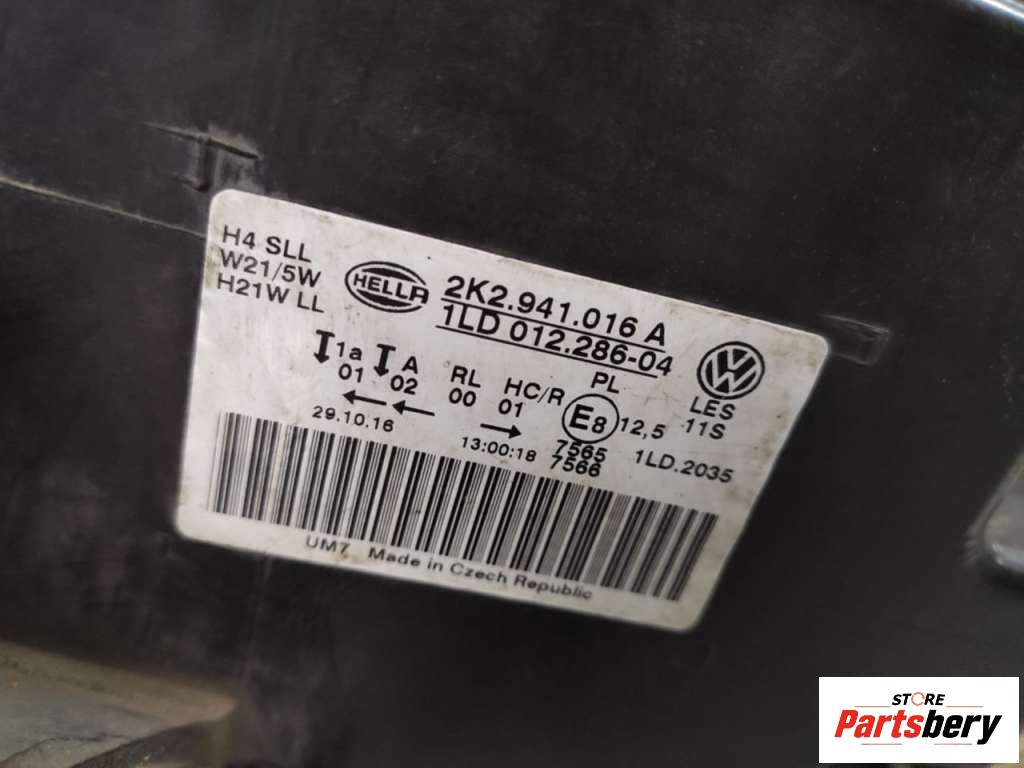 H4 SLL
W21/5W
H21W LL
HELLA
2K2.941.016 A
1LD 012.286-04
1a A RL HC/R PL
01 02 00 01
E8 12,5
LES
11S
29.10.16 13:00:18
7565
7566
1LD.2035
UM7 Made in Czech Republic
STORE
Partsbery